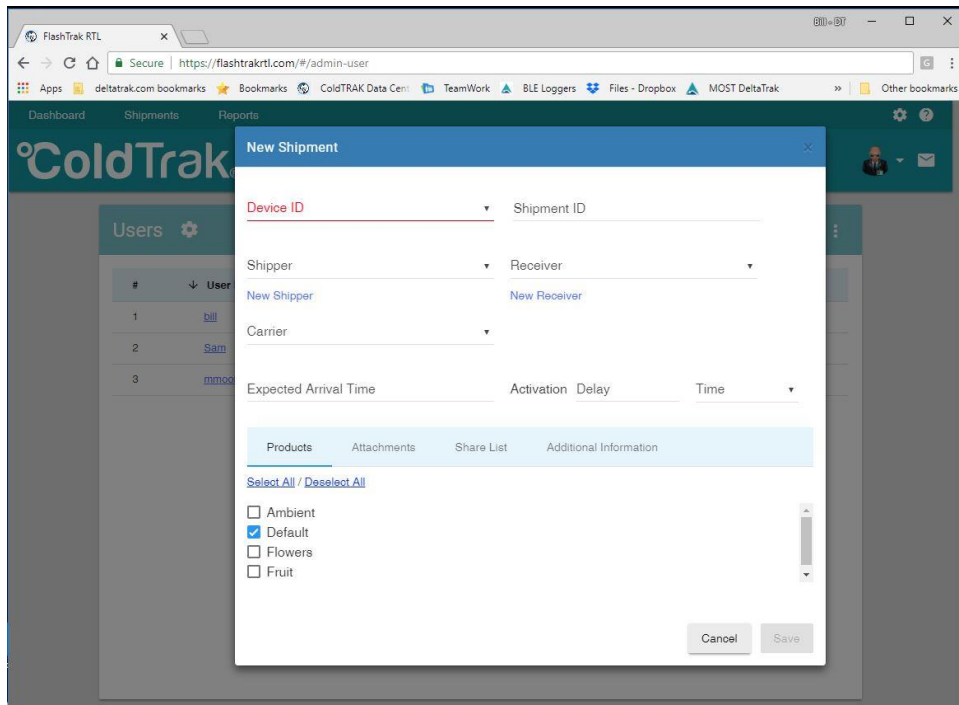 FlashTrak RTL
Secure | https://flashtrakrtl.com/#/admin-user
Apps deltatrak.com bookmarks Bookmarks ColdTRAK Data Cent TeamWork BLE Loggers Files - Dropbox MOST DeltaTrak » Other bookmarks
Dashboard Shipments Reports
°ColdTrak
New Shipment
Device ID Shipment ID
Users
Shipper Receiver
# User
New Shipper New Receiver
1 bill
Carrier
2 Sam
3 mmoo
Expected Arrival Time Activation Delay Time
Products Attachments Share List Additional Information
Select All / Deselect All
Ambient
Default
Flowers
Fruit
Cancel Save